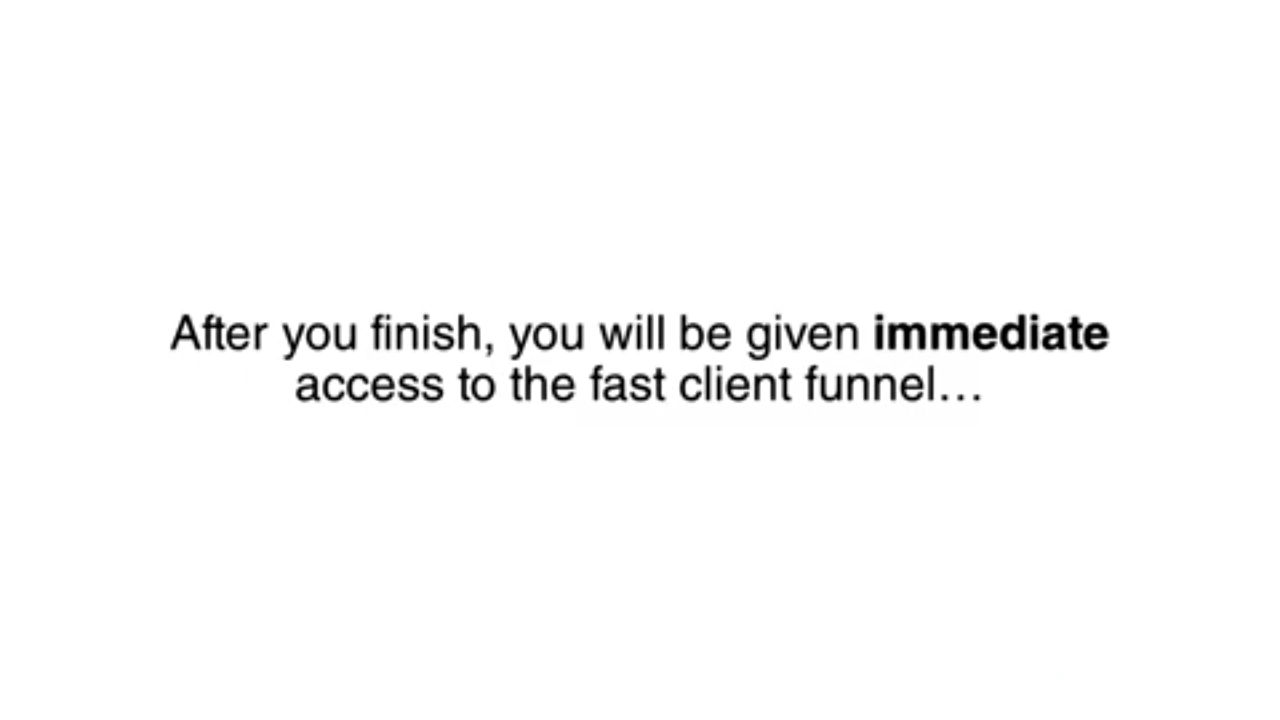 After you finish, you will be given immediate
access to the fast client funnel…